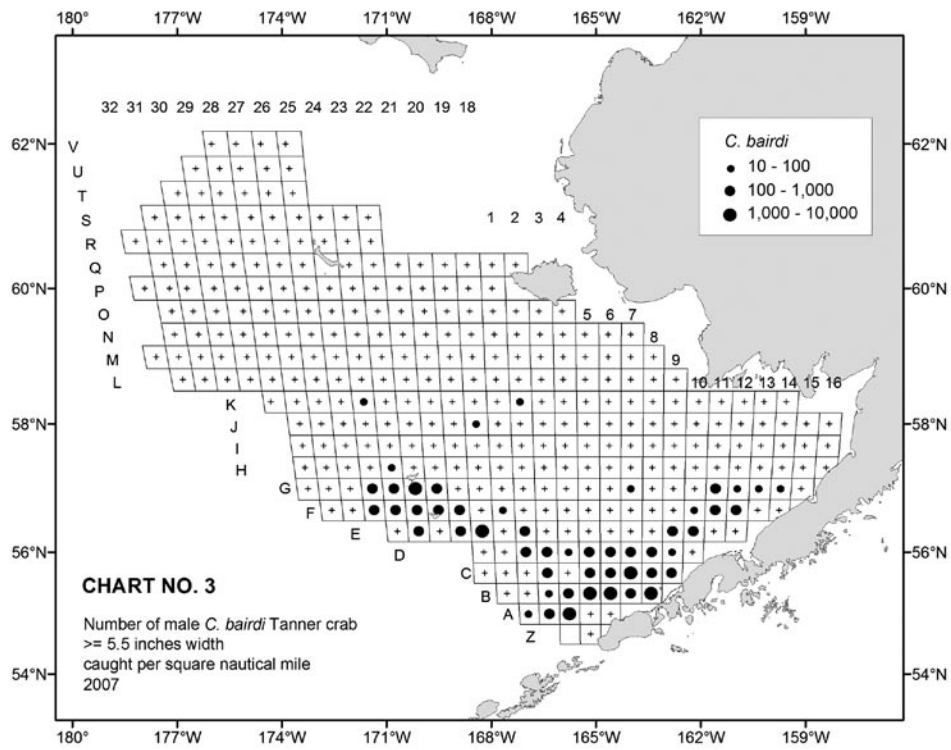 180° 177°W 174°W 171°W 168°W 165°W 162°W 159°W
32 31 30 29 28 27 26 25 24 23 22 21 20 19 18
62°N
V
U
T
S
R
Q
60°N
P
O
N
M
L
K
58°N
J
I
H
G
F
E
56°N
D
C
B
A
Z
54°N
1 2 3 4
5 6 7
8
9
10 11 12 13 14 15 16
C. bairdi
10 - 100
100 - 1,000
1,000 - 10,000
62°N
60°N
58°N
56°N
54°N
CHART NO. 3
Number of male C. bairdi Tanner crab
>= 5.5 inches width
caught per square nautical mile
2007
180° 177°W 174°W 171°W 168°W 165°W 162°W 159°W